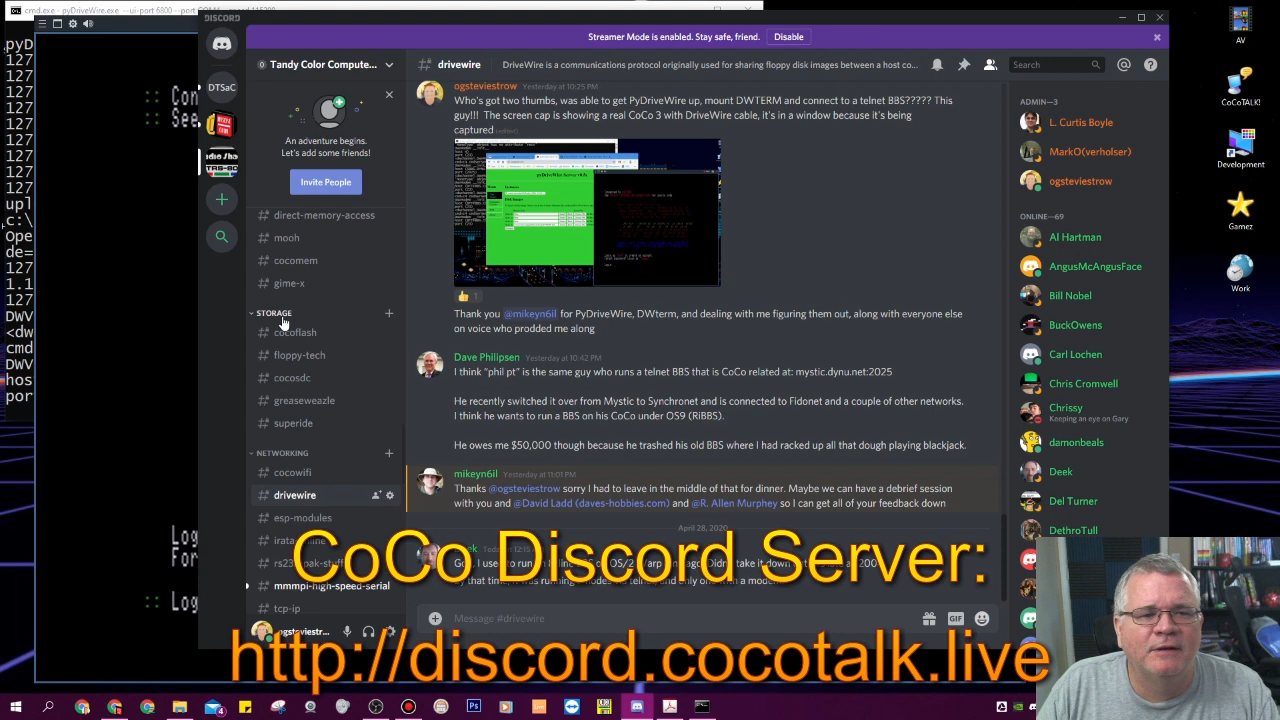 cmd.exe - pyDriveWire.exe --ui-port 6800 --port 
DISCORD
Streamer Mode is enabled. Stay safe, friend. Disable
Tandy Color Compute...
# drivewire
DriveWire is a communications protocol originally used for sharing floppy disk images between a host co...
Search
DTSaC
An adventure begins.
Let's add some friends!
Invite People
# direct-memory-access
# mooh
# cocomem
# gime-x
STORAGE
# cocoflash
# floppy-tech
# cocosdc
# greaseweazle
# superide
NETWORKING
# cocowifi
# drivewire
# esp-modules
# mmmpi-high-speed-serial
# tcp-ip
ogsteviestr...
ogsteviestrow Yesterday at 10:25 PM
Who's got two thumbs, was able to get PyDriveWire up, mount DWTERM and connect to a telnet BBS????? This
guy!!! The screen cap is showing a real CoCo 3 with DriveWire cable, it's in a window because it's being
captured (edited)
1
Thank you @mikeyn6il for PyDriveWire, DWterm, and dealing with me figuring them out, along with everyone else
on voice who prodded me along
Dave Philipsen Yesterday at 10:42 PM
I think "phil pt" is the same guy who runs a telnet BBS that is CoCo related at: mystic.dynu.net:2025
He recently switched it over from Mystic to Synchronet and is connected to Fidonet and a couple of other networks.
I think he wants to run a BBS on his CoCo under OS9 (RiBBS).
He owes me $50,000 though because he trashed his old BBS where I had racked up all that dough playing blackjack.
mikeyn6il Yesterday at 11:01 PM
Thanks @ogsteviestrow sorry I had to leave in the middle of that for dinner. Maybe we can have a debrief session
with you and @David Ladd (daves-hobbies.com) and @R. Allen Murphey so I can get all of your feedback down
April 28, 2020
Message #drivewire
GIF
ADMIN—3
L. Curtis Boyle
MarkO(verholser)
ogsteviestrow
ONLINE—69
Al Hartman
AngusMcAngusFace
Bill Nobel
BuckOwens
Carl Lochen
Chris Cromwell
Chrissy
Keeping an eye on Gary
damonbeals
Deek
Del Turner
DethroTull
AV
CoCoTALK!
Development
Gamez
Work
CoCo Discord Server:
http://discord.cocotalk.live